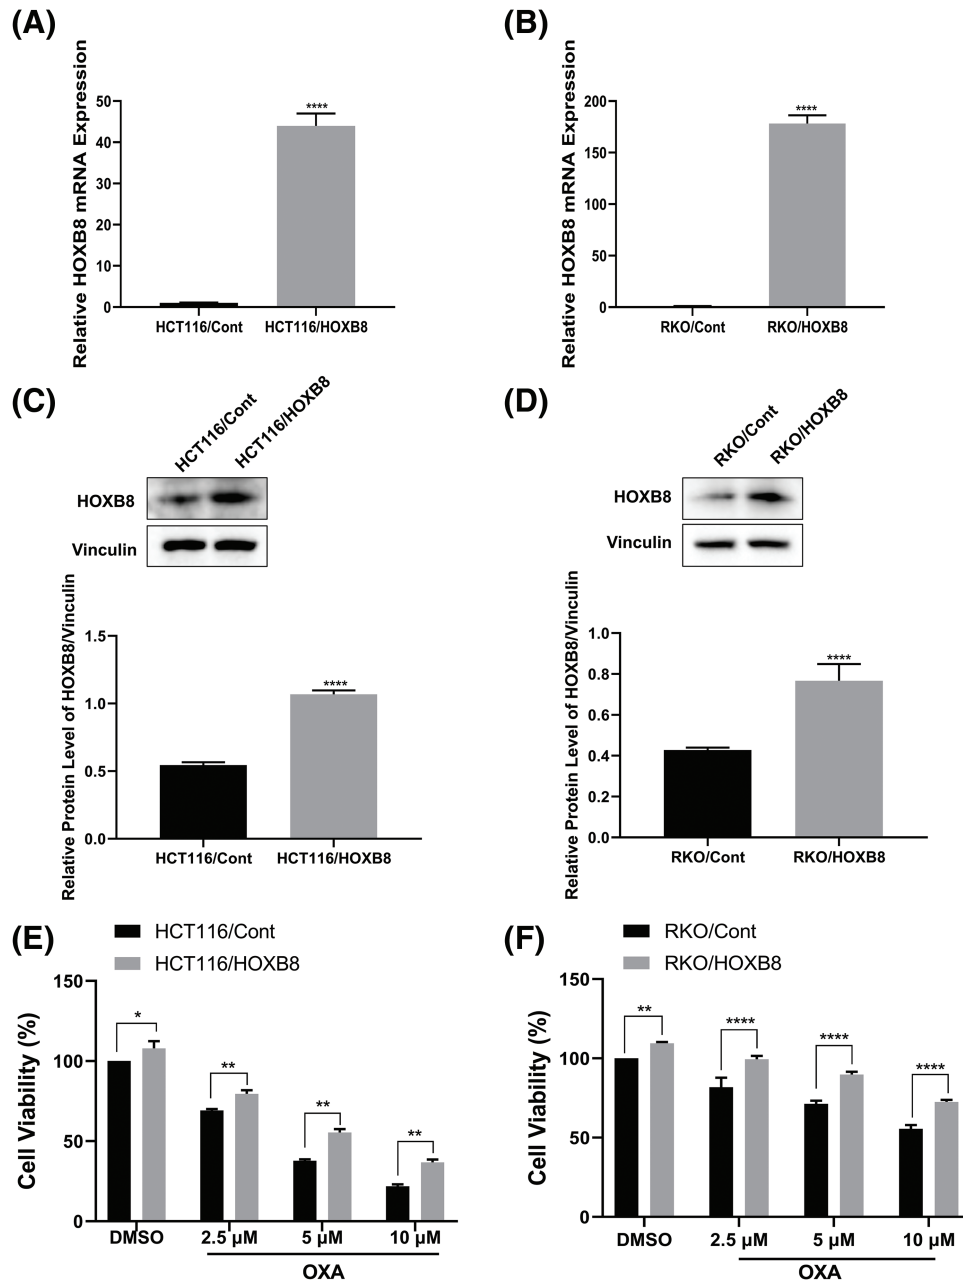 (A)
Relative HOXB8 mRNA Expression
50
40
30
20
10
0
****
HCT116/Cont
HCT116/HOXB8
(B)
Relative HOXB8 mRNA Expression
200
150
100
50
0
****
RKO/Cont
RKO/HOXB8
(C)
HCT116/Cont
HCT116/HOXB8
HOXB8
Vinculin
Relative Protein Level of HOXB8/Vinculin
1.5
1.0
0.5
0.0
****
HCT116/Cont
HCT116/HOXB8
(D)
RKO/Cont
RKO/HOXB8
HOXB8
Vinculin
Relative Protein Level of HOXB8/Vinculin
1.0
0.8
0.6
0.4
0.2
0.0
****
RKO/Cont
RKO/HOXB8
(E)
HCT116/Cont
HCT116/HOXB8
Cell Viability (%)
150
100
50
0
*
**
**
**
DMSO
2.5 μM
5 μM
10 μM
OXA
(F)
RKO/Cont
RKO/HOXB8
Cell Viability (%)
150
100
50
0
**
****
****
****
DMSO
2.5 μM
5 μM
10 μM
OXA